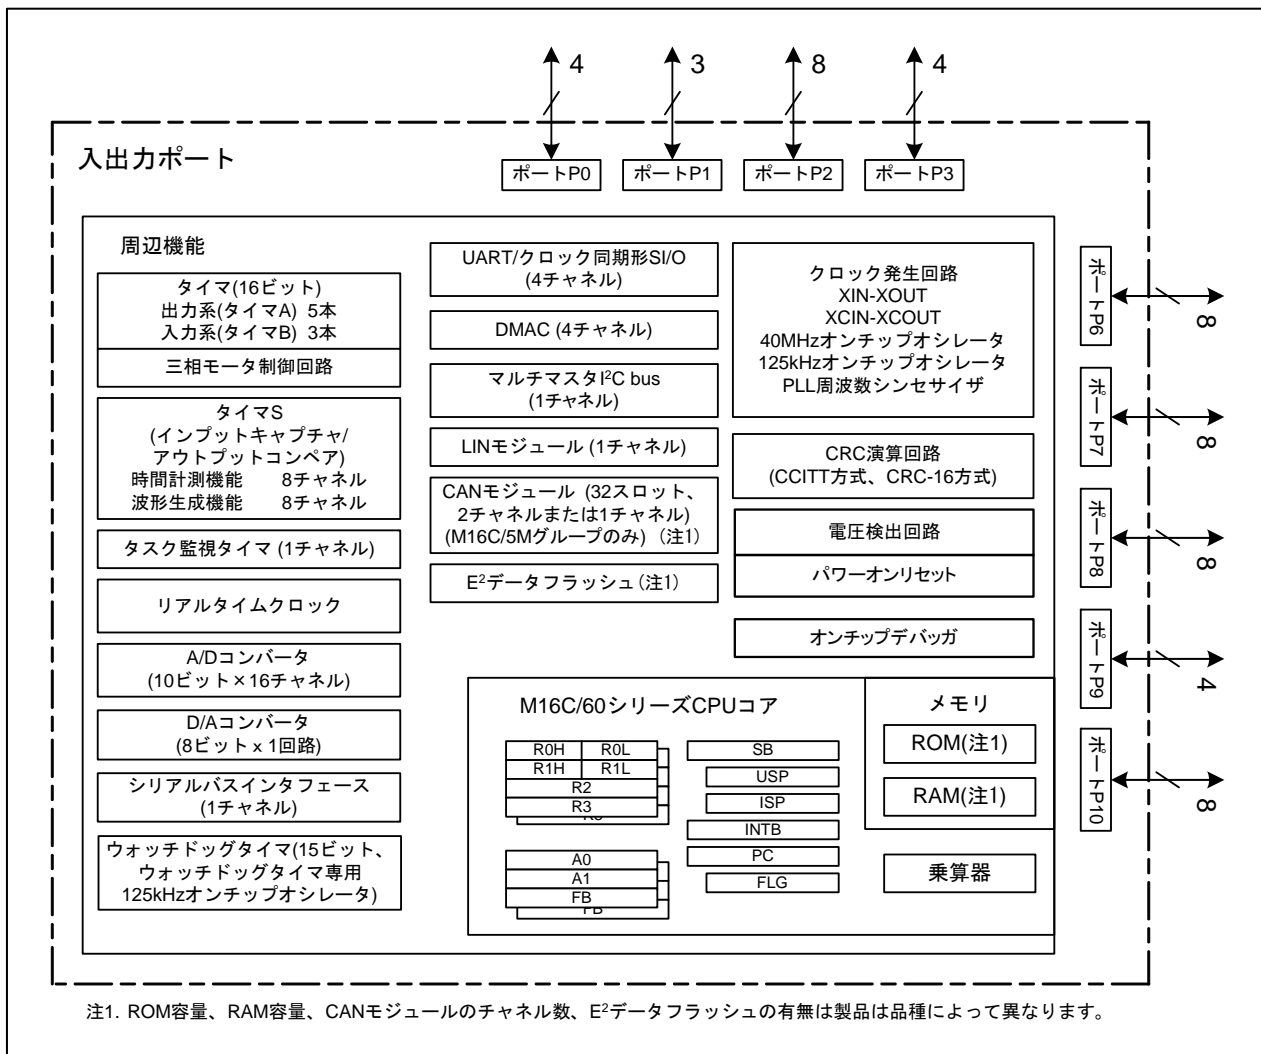 4
3
8
4
入出力ポート
ポートP0
ポートP1
ポートP2
ポートP3
周辺機能
タイマ(16ビット)
出力系(タイマA) 5本
入力系(タイマB) 3本
三相モータ制御回路
タイマS
(インプットキャプチャ/
アウトプットコンペア)
時間計測機能 8チャネル
波形生成機能 8チャネル
タスク監視タイマ (1チャネル)
リアルタイムクロック
A/Dコンバータ
(10ビット×16チャネル)
D/Aコンバータ
(8ビット x 1回路)
シリアルバスインタフェース
(1チャネル)
ウォッチドッグタイマ(15ビット、
ウォッチドッグタイマ専用
125kHzオンチップオシレータ)
UART/クロック同期形SI/O
(4チャネル)
DMAC (4チャネル)
マルチマスタI²C bus
(1チャネル)
LINモジュール (1チャネル)
CANモジュール (32スロット、
2チャネルまたは1チャネル)
(M16C/5Mグループのみ) (注1)
E²データフラッシュ(注1)
クロック発生回路
XIN-XOUT
XCIN-XCOUT
40MHzオンチップオシレータ
125kHzオンチップオシレータ
PLL周波数シンセサイザ
CRC演算回路
(CCITT方式、CRC-16方式)
電圧検出回路
パワーオンリセット
オンチップデバッガ
M16C/60シリーズCPUコア
R0H R0L
R1H R1L
R2
R3
A0
A1
FB
FB
SB
USP
ISP
INTB
PC
FLG
メモリ
ROM(注1)
RAM(注1)
乗算器
ポートP6
8
ポートP7
8
ポートP8
8
ポートP9
4
ポートP10
8
注1. ROM容量、RAM容量、CANモジュールのチャネル数、E²データフラッシュの有無は製品は品種によって異なります。